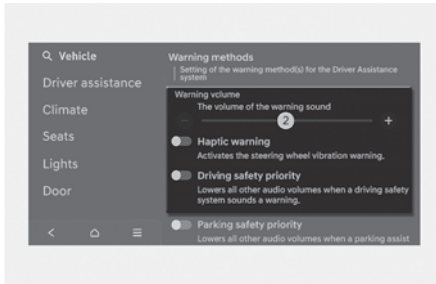 Vehicle
Driver assistance
Climate
Seats
Lights
Door
Warning methods
Setting of the warning method(s) for the Driver Assistance
system
Warning volume
The volume of the warning sound
− 2 +
Haptic warning
Activates the steering wheel vibration warning.
Driving safety priority
Lowers all other audio volumes when a driving safety
system sounds a warning.
Parking safety priority
Lowers all other audio volumes when a parking assist